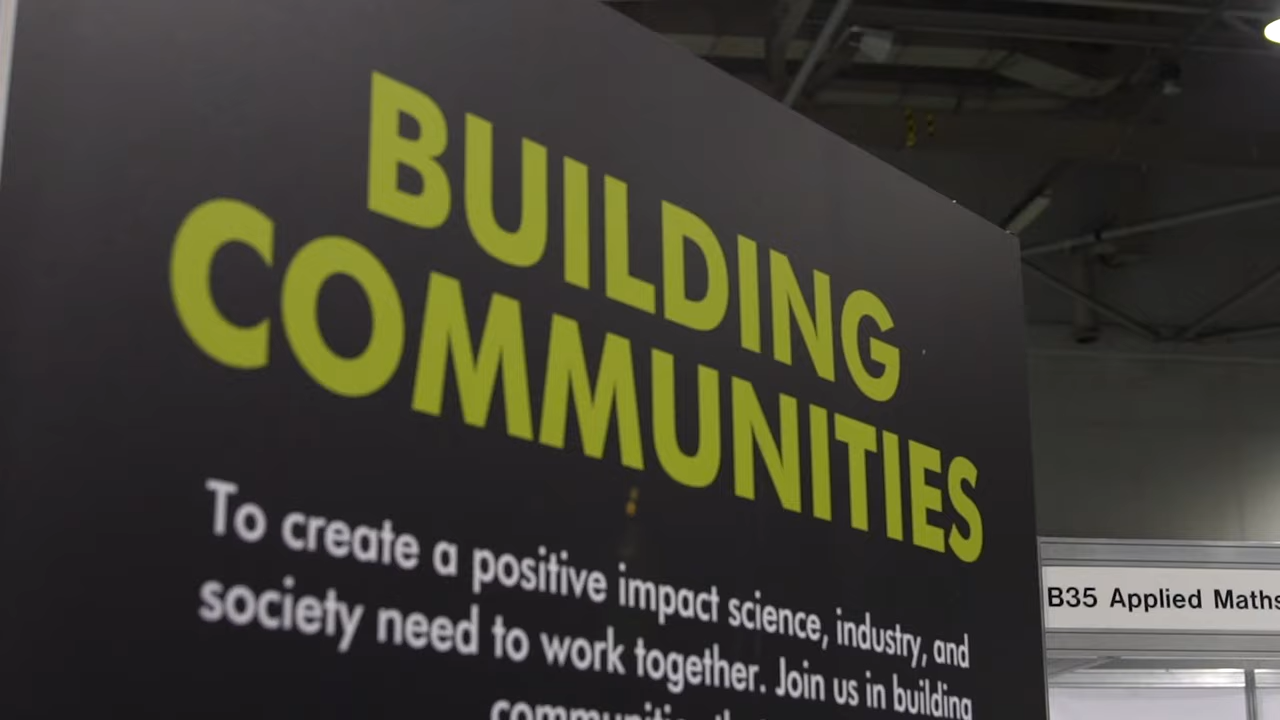 BUILDING
COMMUNITIES
To create a positive impact science, industry, and
society need to work together. Join us in building
B35 Applied Maths